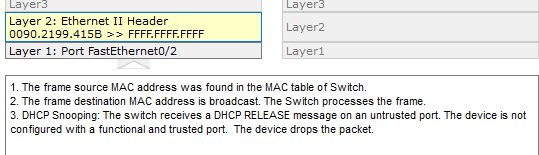 Layer3
Layer3
Layer 2: Ethernet II Header
0090.2199.415B >> FFFF.FFFF.FFFF
Layer2
Layer 1: Port FastEthernet0/2
Layer1
1. The frame source MAC address was found in the MAC table of Switch.
2. The frame destination MAC address is broadcast. The Switch processes the frame.
3. DHCP Snooping: The switch receives a DHCP RELEASE message on an untrusted port. The device is not
configured with a functional and trusted port.  The device drops the packet.